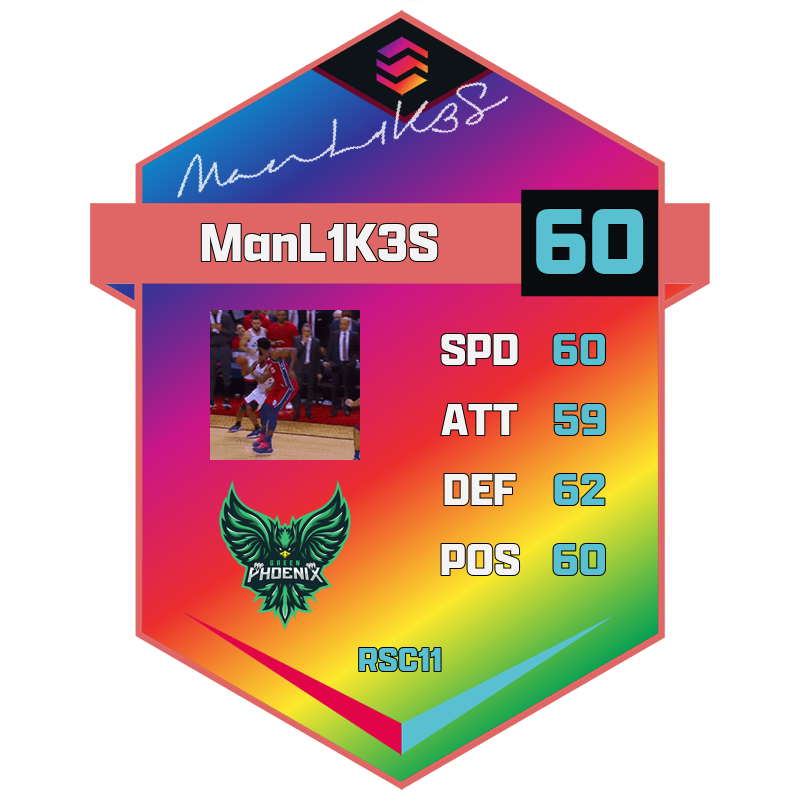 ManL1K3S
ManL1K3S 60
SPD 60
ATT 59
DEF 62
POS 60
GREEN
PHOENIX
RSC11